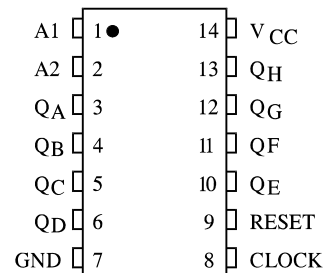 A1 1 14 VCC
A2 2 13 QH
QA 3 12 QG
QB 4 11 QF
QC 5 10 QE
QD 6 9 RESET
GND 7 8 CLOCK